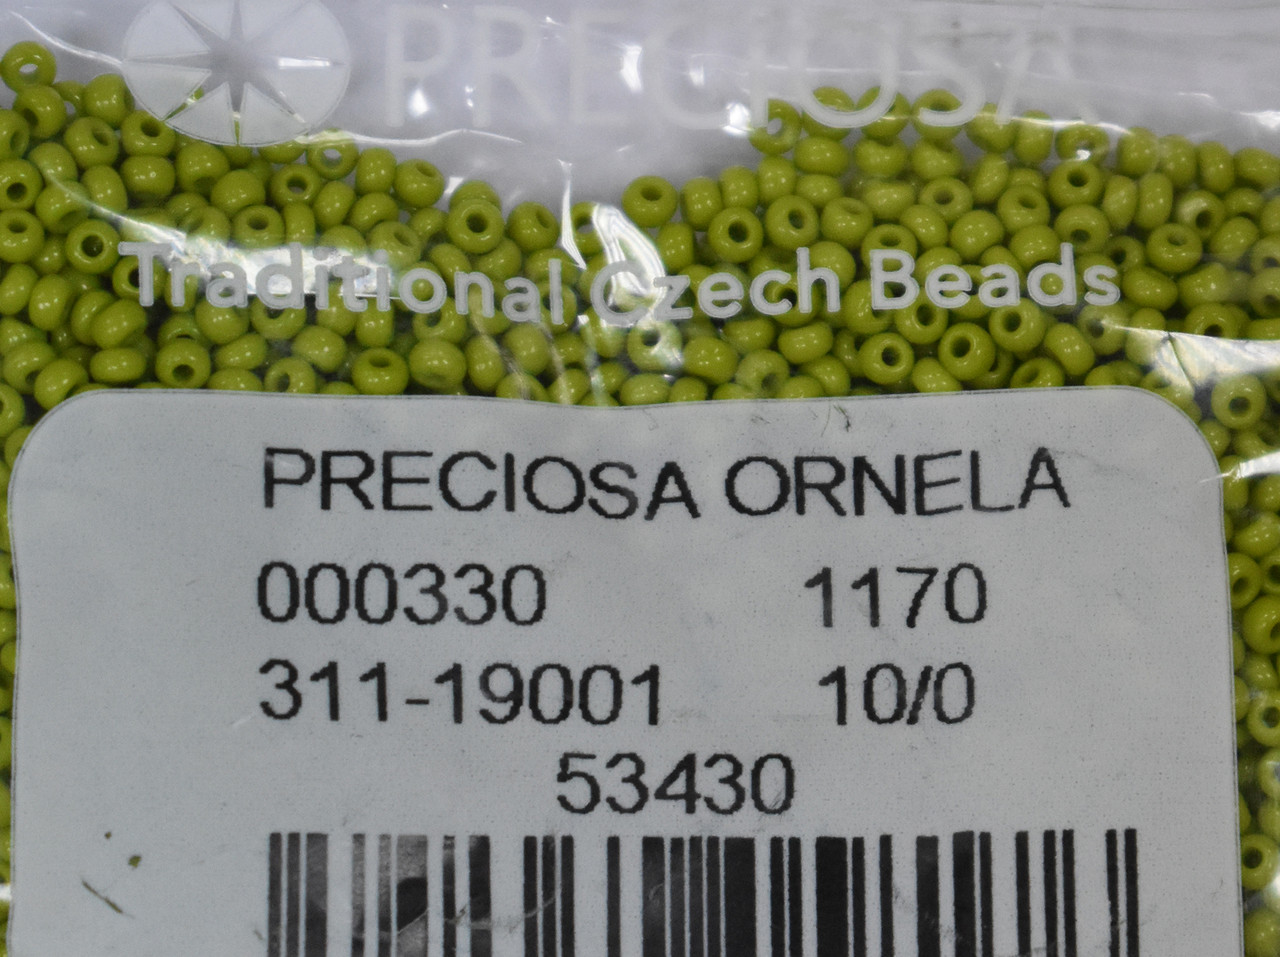 PRECIOSA
Traditional Czech Beads
PRECIOSA ORNELA
000330 1170
311-19001 10/0
53430